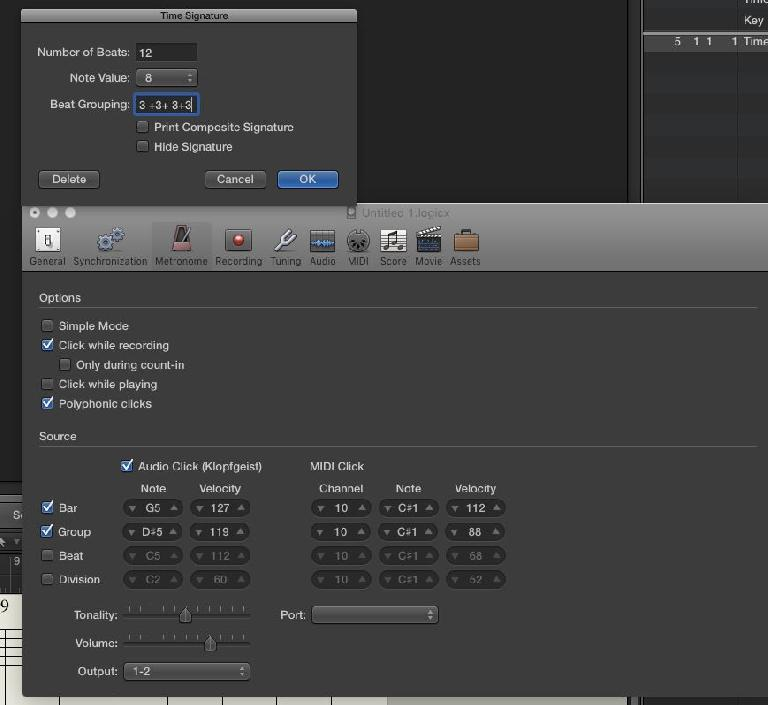 Time Signature
Number of Beats: 12
Note Value: 8
Beat Grouping: 3 +3+ 3+3
Print Composite Signature
Hide Signature
Delete Cancel OK
Key
5 1 1 1 Time
Untitled 1.logicx
General Synchronization Metronome Recording Tuning Audio MIDI Score Movie Assets
Options
Simple Mode
Click while recording
Only during count-in
Click while playing
Polyphonic clicks
Source
Audio Click (Klopfgeist) MIDI Click
Note Velocity Channel Note Velocity
Bar G5 127 10 C#1 112
Group D#5 119 10 C#1 88
Beat C5 112 10 C#1 68
Division C2 60 10 C#1 52
Tonality: Port:
Volume:
Output: 1-2
9
9